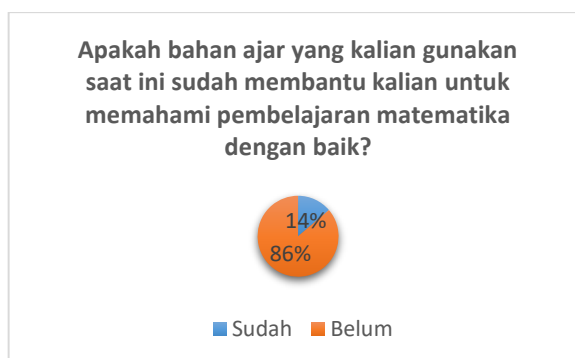 Apakah bahan ajar yang kalian gunakan
saat ini sudah membantu kalian untuk
memahami pembelajaran matematika
dengan baik?
14%
86%
Sudah Belum